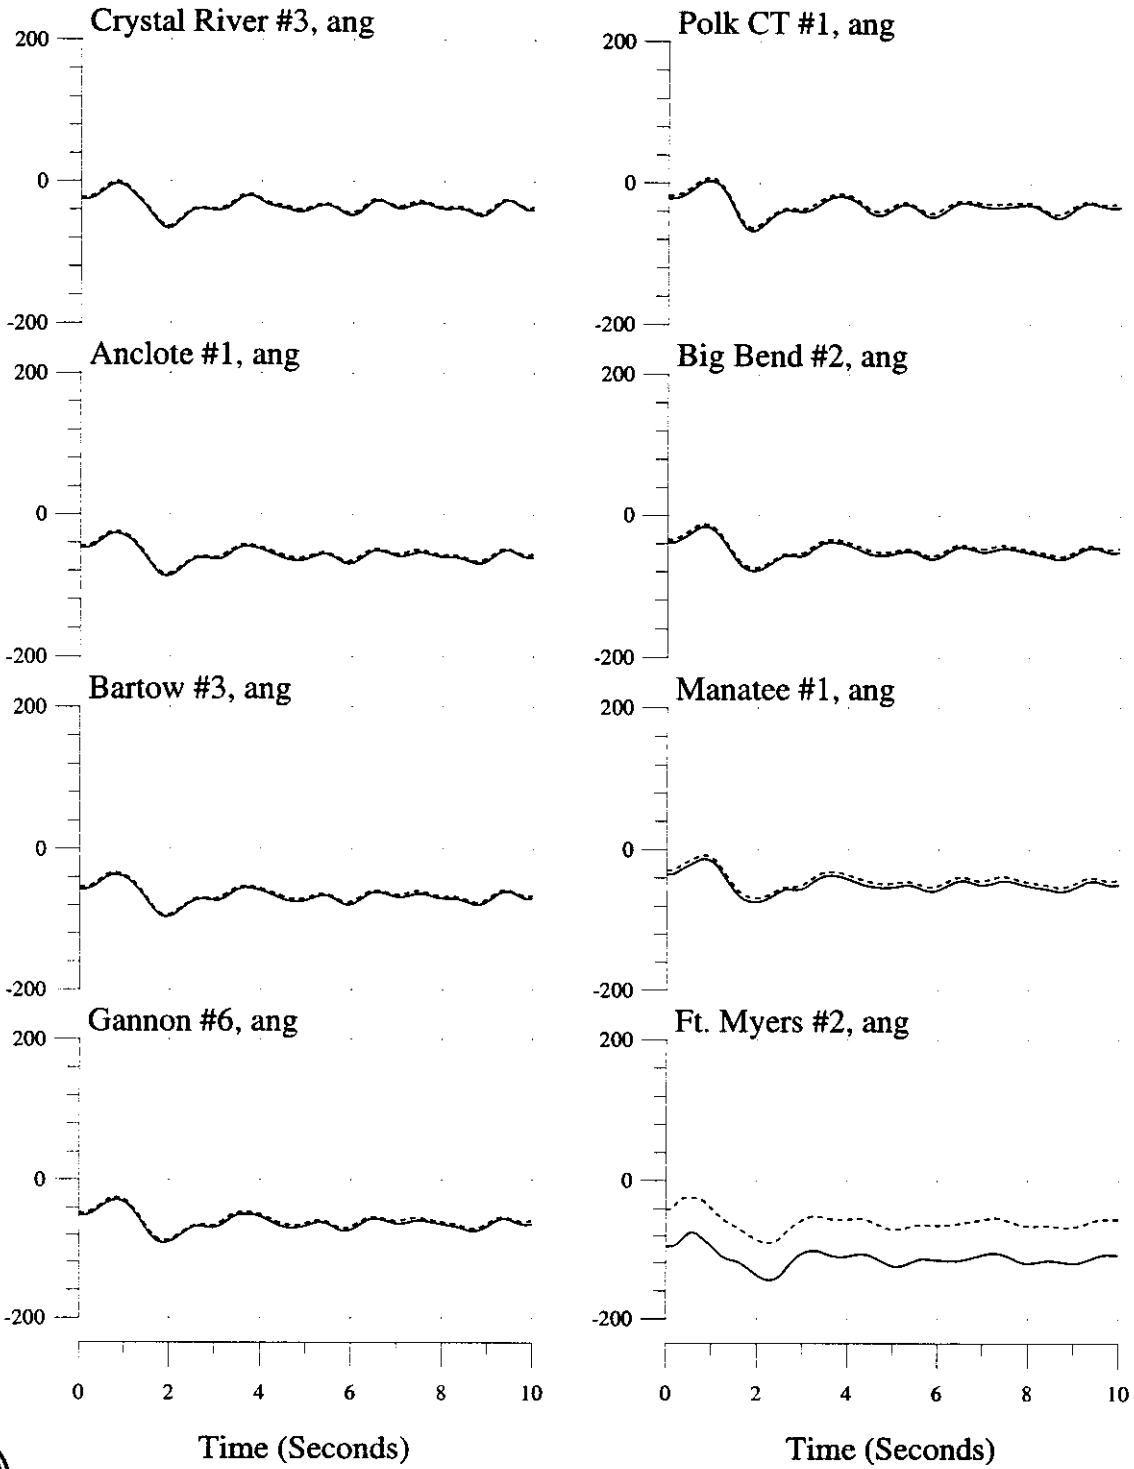 Crystal River #3, ang
200
0
-200
Anclote #1, ang
200
0
-200
Bartow #3, ang
200
0
-200
Gannon #6, ang
200
0
-200
0 2 4 6 8 10
Time (Seconds)
Polk CT #1, ang
200
0
-200
Big Bend #2, ang
200
0
-200
Manatee #1, ang
200
0
-200
Ft. Myers #2, ang
200
0
-200
0 2 4 6 8 10
Time (Seconds)